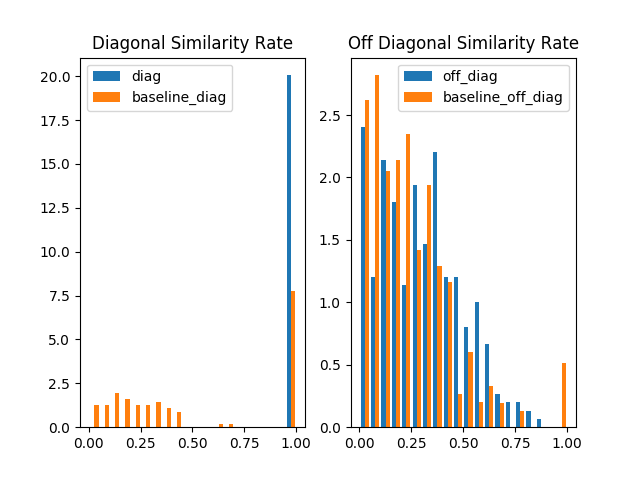 Diagonal Similarity Rate
diag
baseline_diag
20.0
17.5
15.0
12.5
10.0
7.5
5.0
2.5
0.0
0.00 0.25 0.50 0.75 1.00
Off Diagonal Similarity Rate
off_diag
baseline_off_diag
2.5
2.0
1.5
1.0
0.5
0.0
0.00 0.25 0.50 0.75 1.00